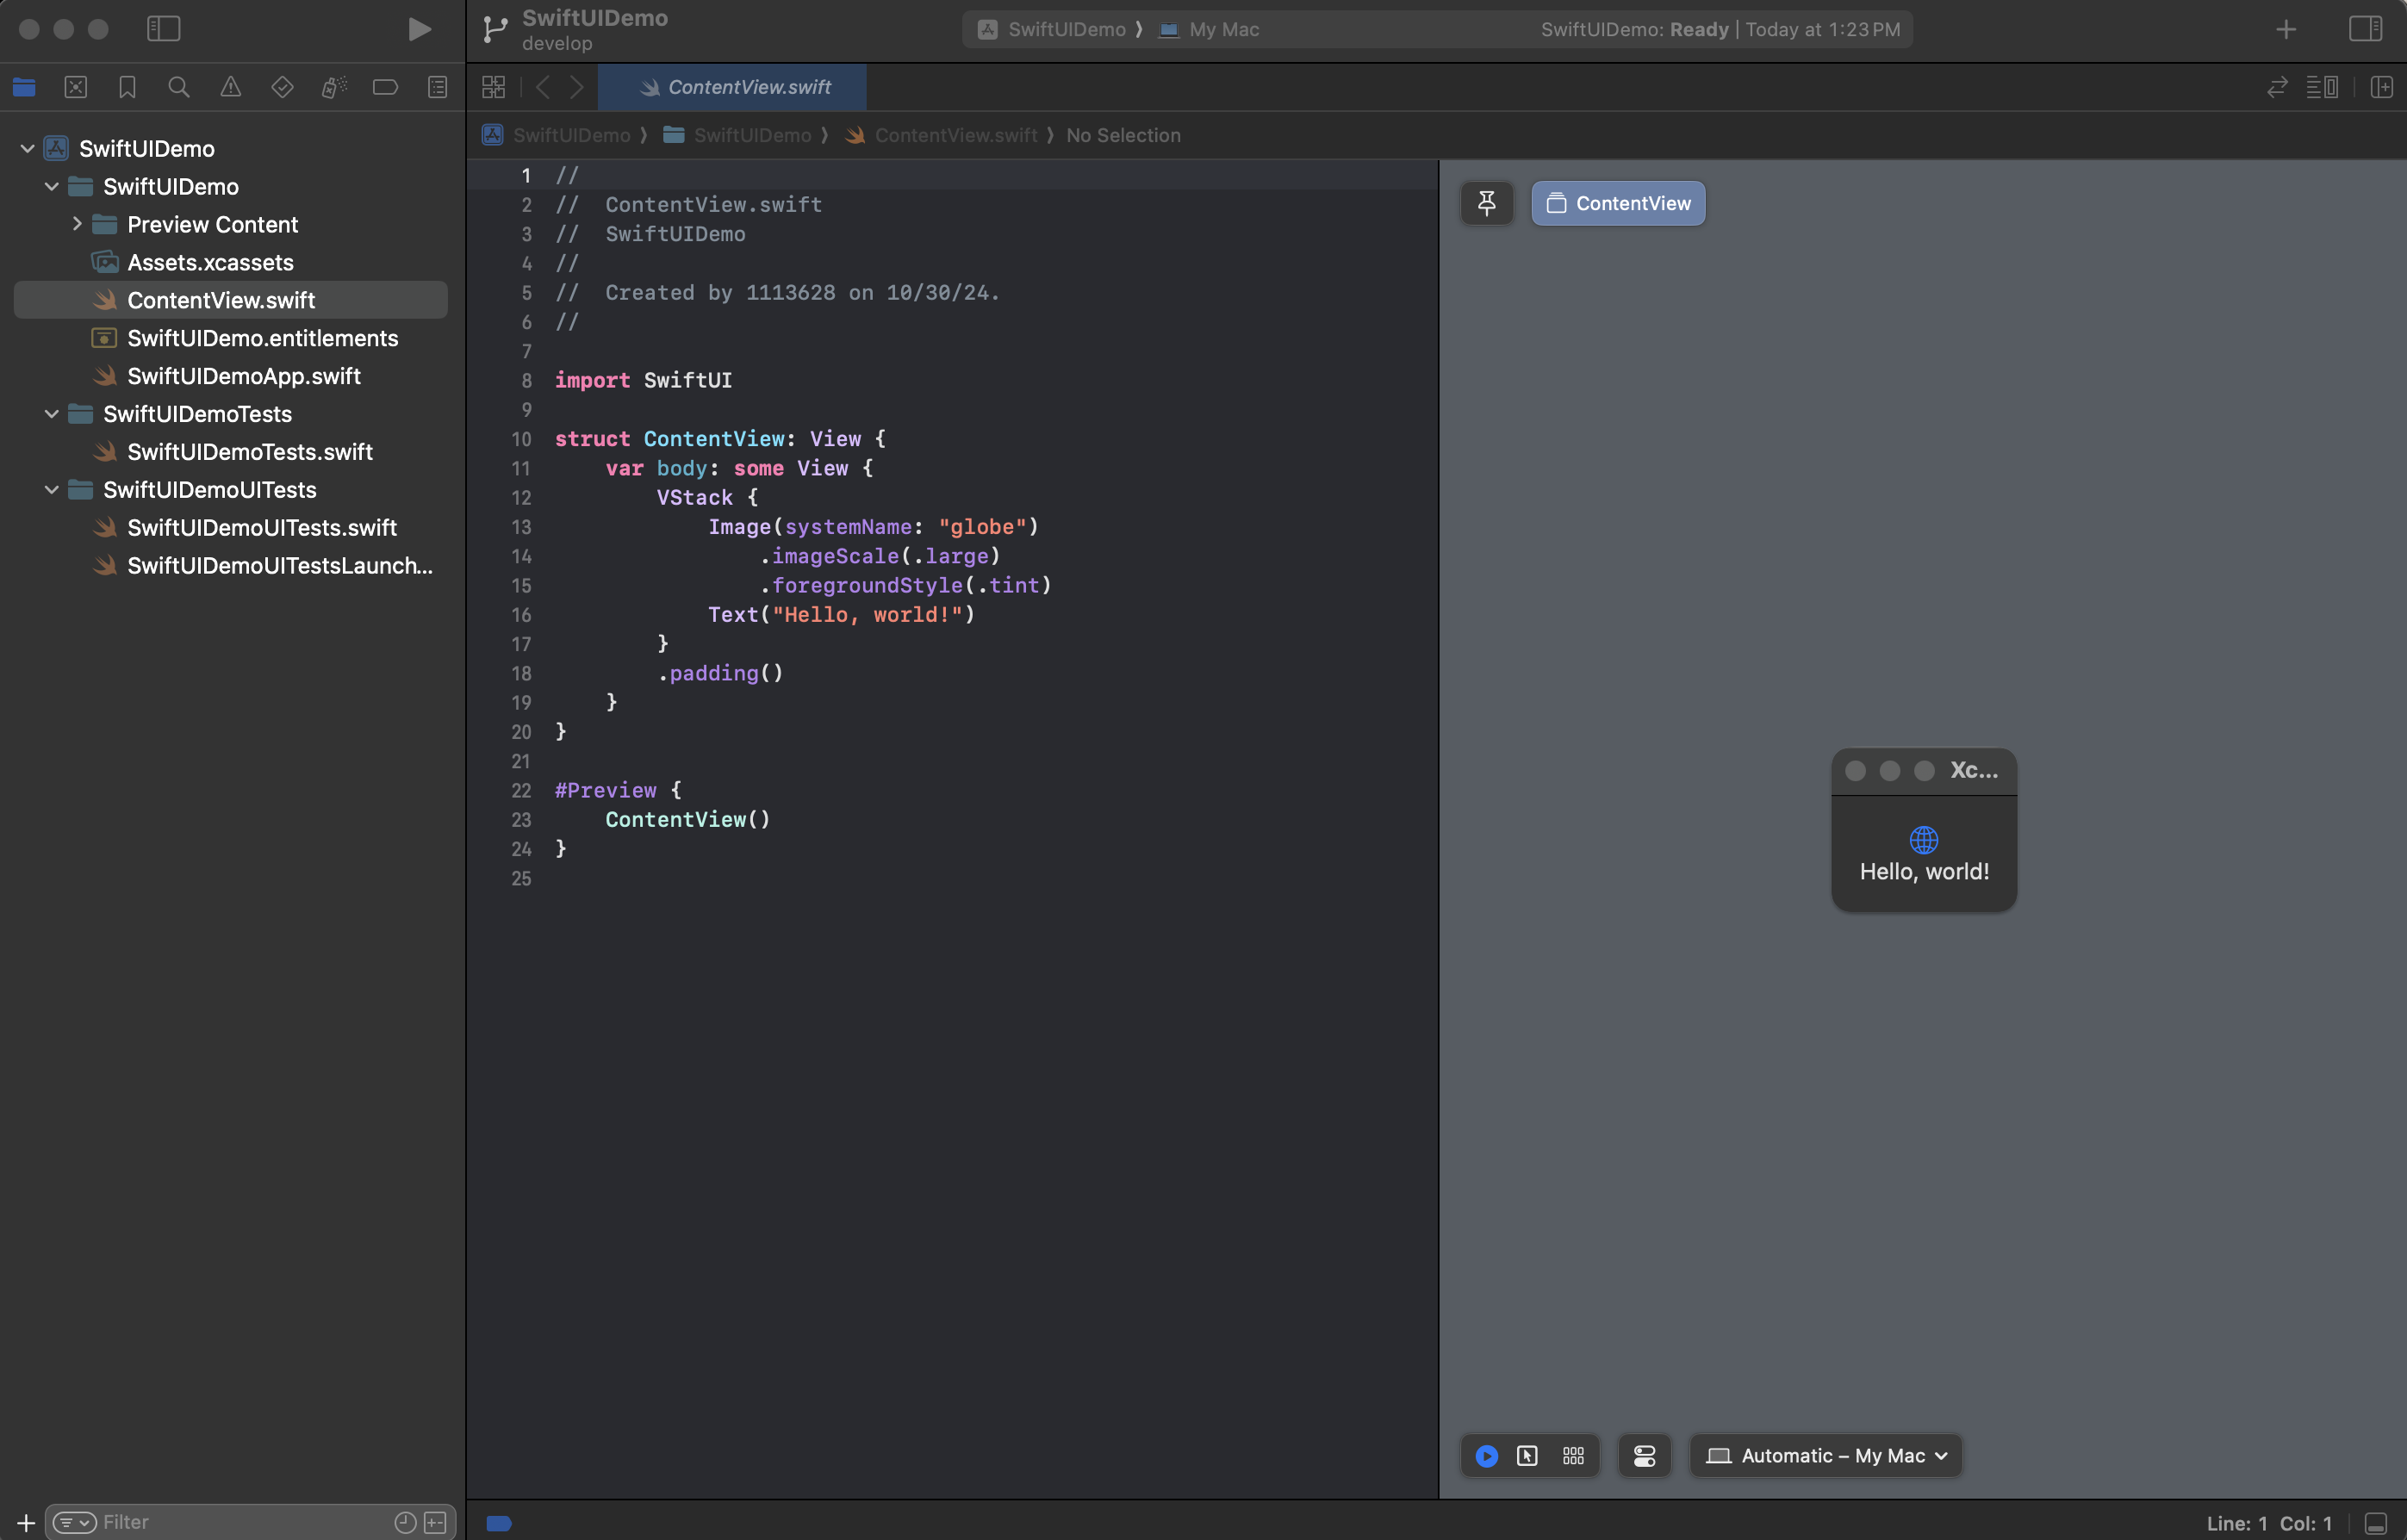 SwiftUIDemo
develop
SwiftUIDemo ⟩ My Mac
SwiftUIDemo: Ready | Today at 1:23 PM
ContentView.swift
SwiftUIDemo ⟩ SwiftUIDemo ⟩ ContentView.swift ⟩ No Selection
SwiftUIDemo
SwiftUIDemo
Preview Content
Assets.xcassets
ContentView.swift
SwiftUIDemo.entitlements
SwiftUIDemoApp.swift
SwiftUIDemoTests
SwiftUIDemoTests.swift
SwiftUIDemoUITests
SwiftUIDemoUITests.swift
SwiftUIDemoUITestsLaunch...
Filter
1 //
2 //  ContentView.swift
3 //  SwiftUIDemo
4 //
5 //  Created by 1113628 on 10/30/24.
6 //
7
8 import SwiftUI
9
10 struct ContentView: View {
11     var body: some View {
12         VStack {
13             Image(systemName: "globe")
14                 .imageScale(.large)
15                 .foregroundStyle(.tint)
16             Text("Hello, world!")
17         }
18         .padding()
19     }
20 }
21
22 #Preview {
23     ContentView()
24 }
25
ContentView
Xc...
Hello, world!
Automatic – My Mac
Line: 1 Col: 1